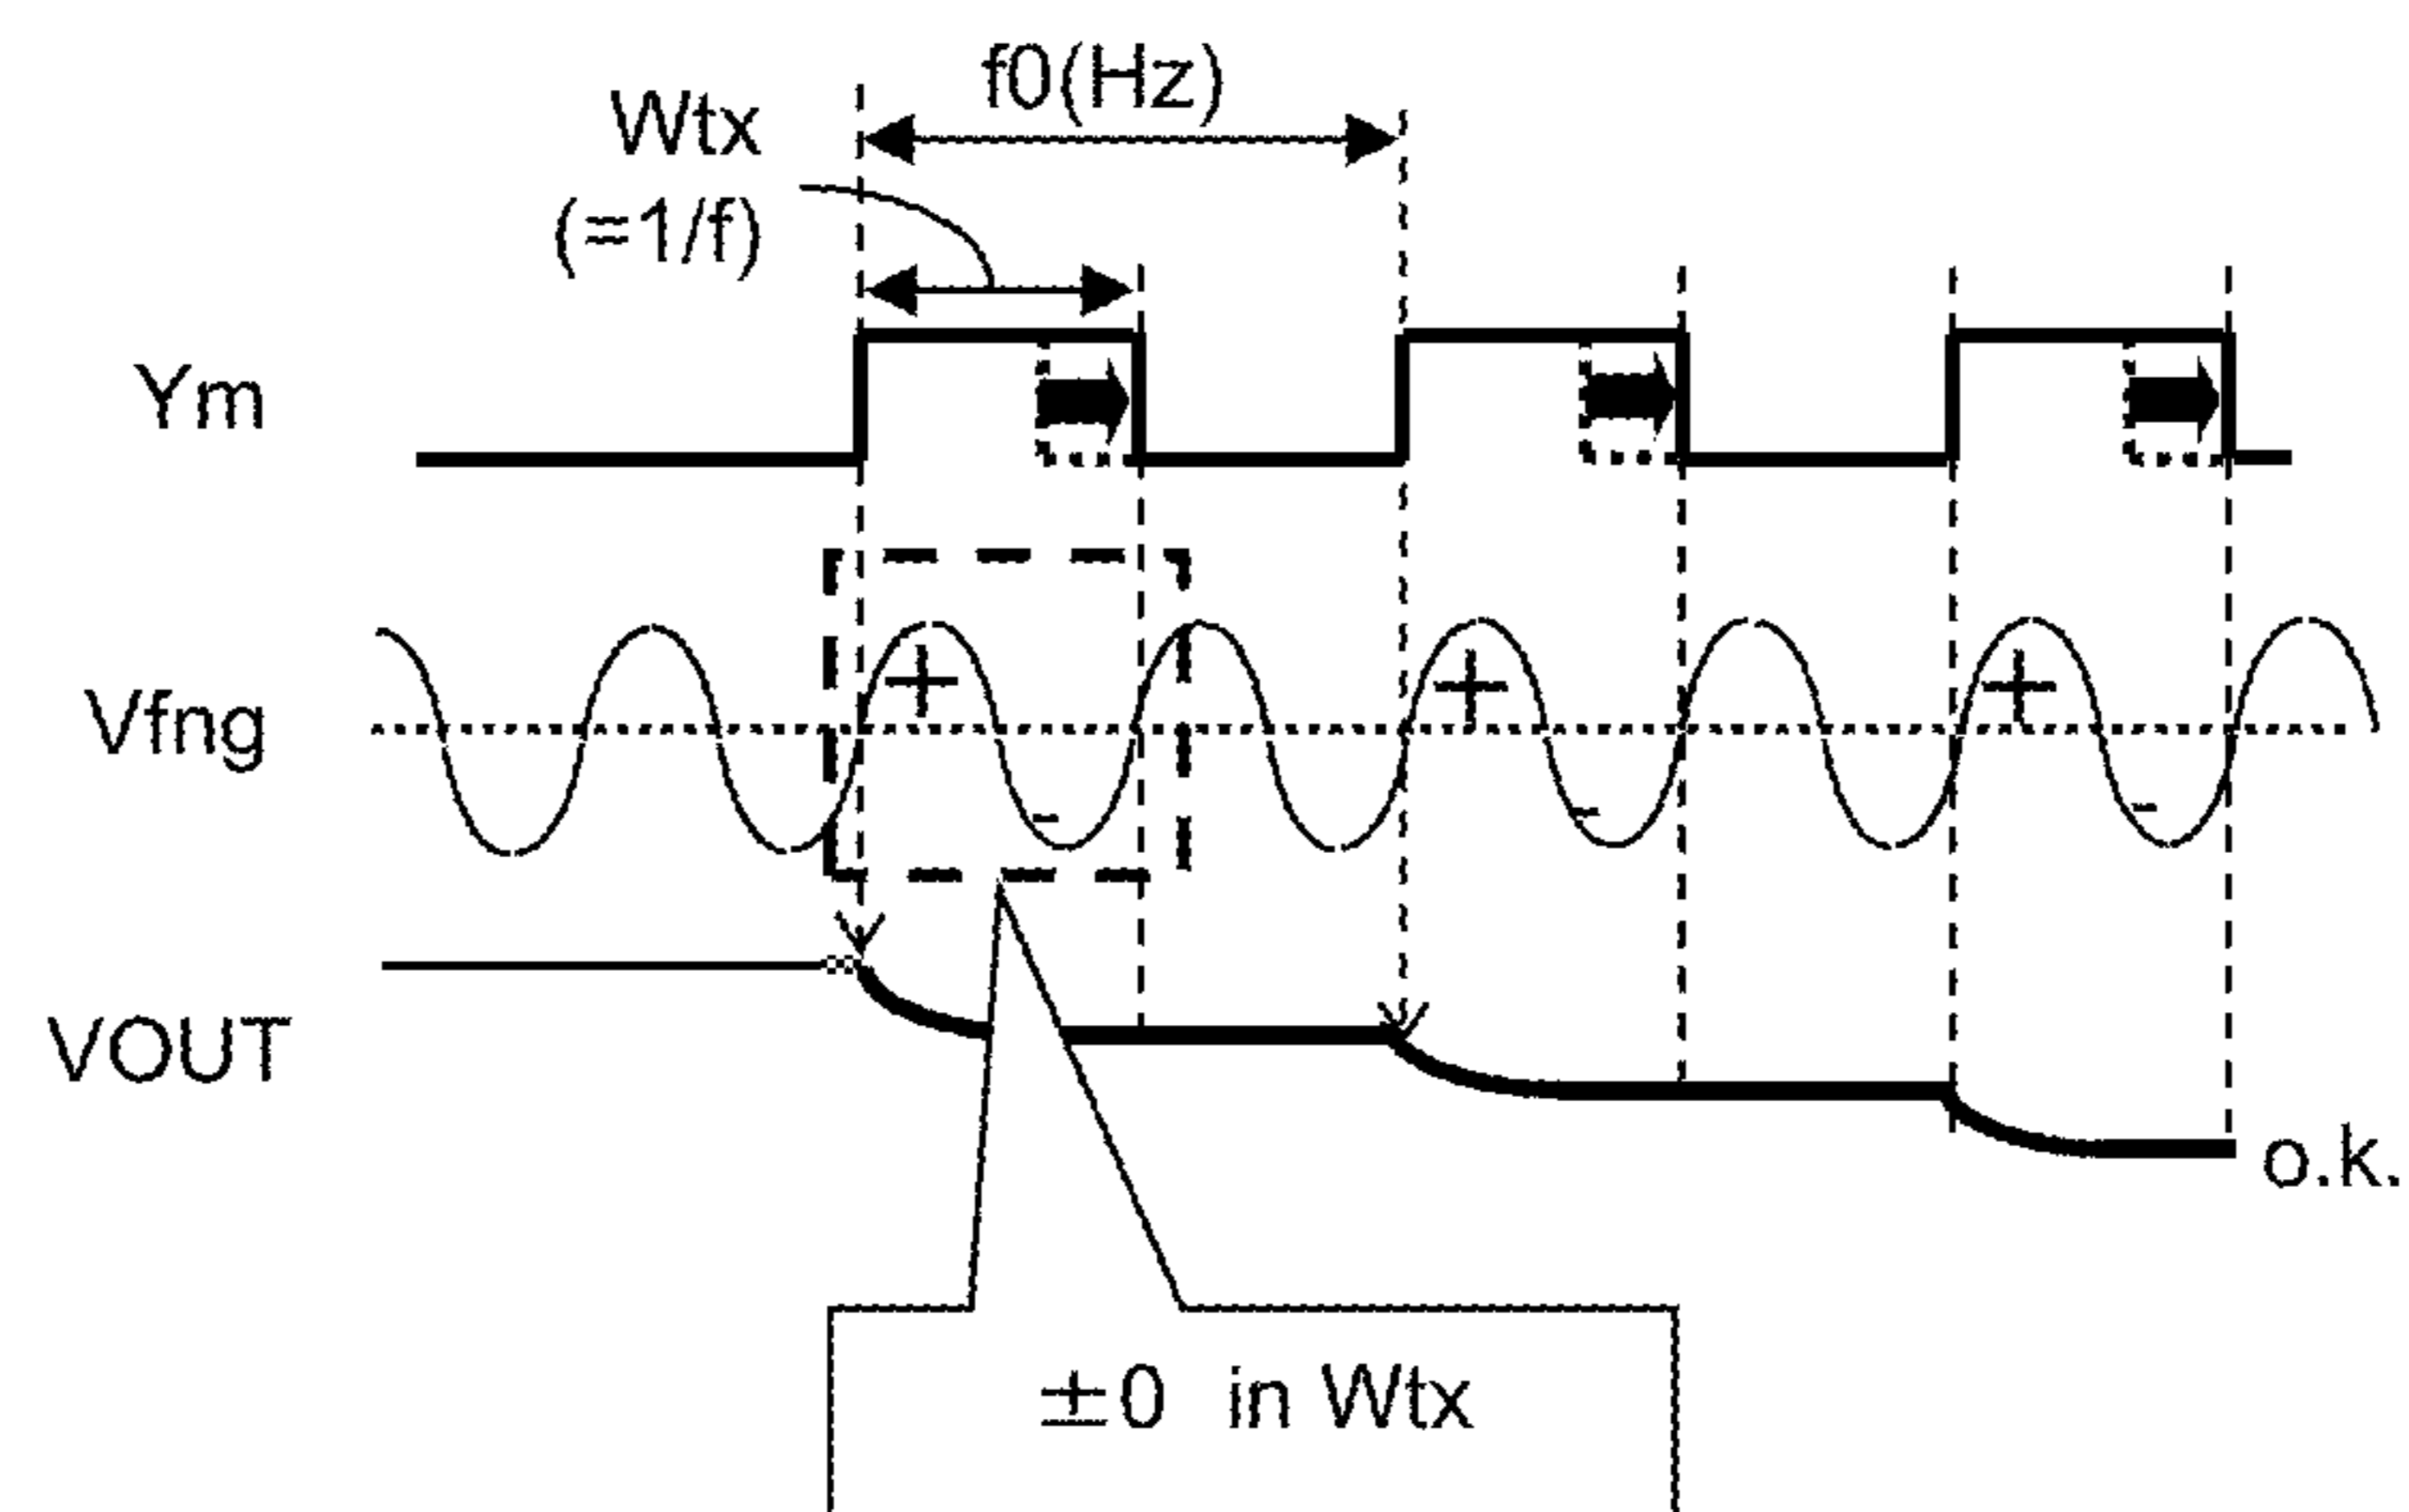 f0(Hz)
Wtx
(=1/f)
Ym
+ + +
Vfng
- - -
VOUT
o.k.
±0 in Wtx